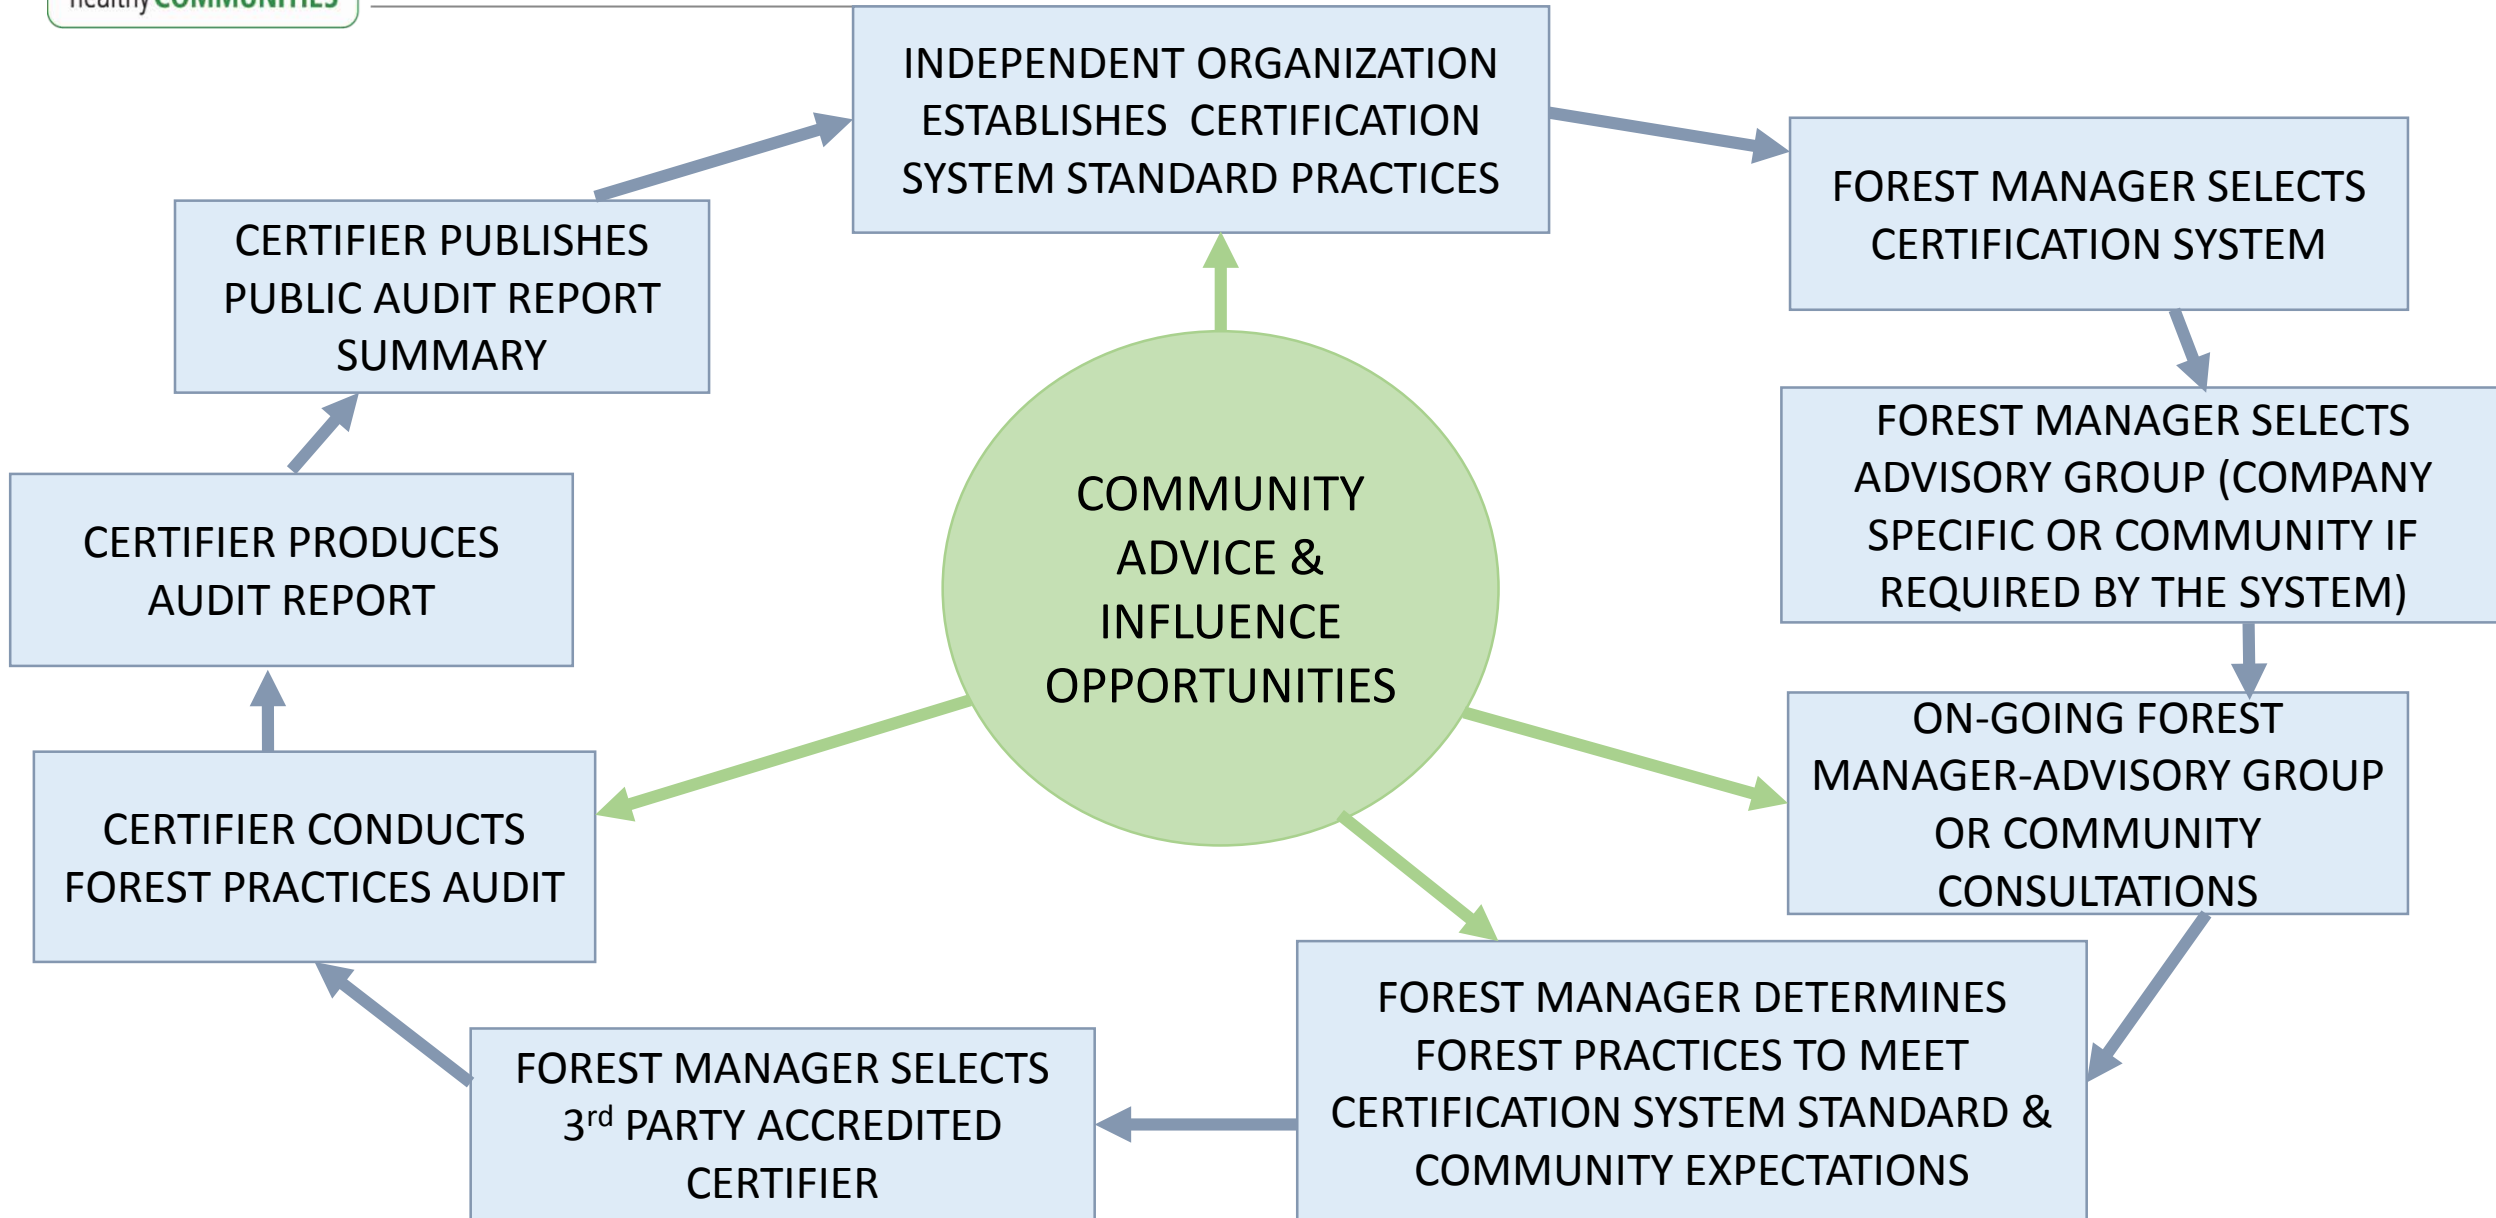 healthy COMMUNITIES
INDEPENDENT ORGANIZATION
ESTABLISHES CERTIFICATION
SYSTEM STANDARD PRACTICES
FOREST MANAGER SELECTS
CERTIFICATION SYSTEM
FOREST MANAGER SELECTS
ADVISORY GROUP (COMPANY
SPECIFIC OR COMMUNITY IF
REQUIRED BY THE SYSTEM)
ON-GOING FOREST
MANAGER-ADVISORY GROUP
OR COMMUNITY
CONSULTATIONS
FOREST MANAGER DETERMINES
FOREST PRACTICES TO MEET
CERTIFICATION SYSTEM STANDARD &
COMMUNITY EXPECTATIONS
FOREST MANAGER SELECTS
3rd PARTY ACCREDITED
CERTIFIER
CERTIFIER CONDUCTS
FOREST PRACTICES AUDIT
CERTIFIER PRODUCES
AUDIT REPORT
CERTIFIER PUBLISHES
PUBLIC AUDIT REPORT
SUMMARY
COMMUNITY
ADVICE &
INFLUENCE
OPPORTUNITIES